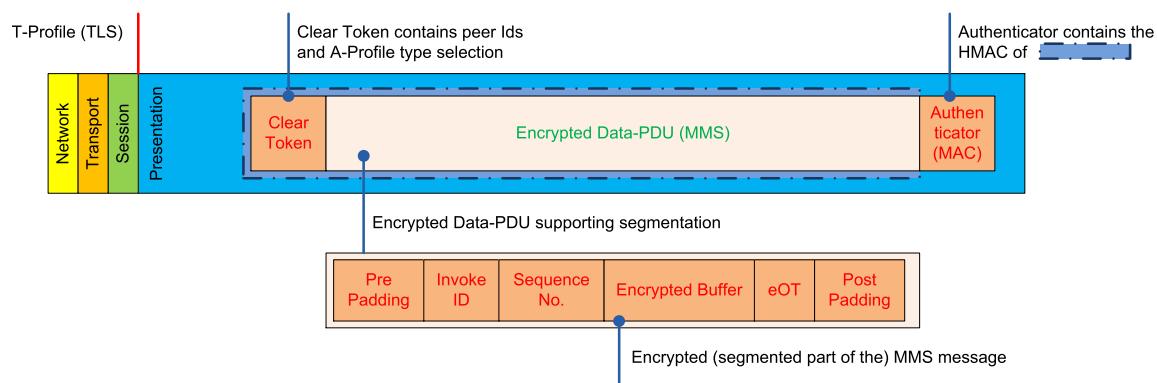 T-Profile (TLS)
Clear Token contains peer Ids
and A-Profile type selection
Authenticator contains the
HMAC of
Network
Transport
Session
Presentation
Clear
Token
Encrypted Data-PDU (MMS)
Authen
ticator
(MAC)
Encrypted Data-PDU supporting segmentation
Pre
Padding
Invoke
ID
Sequence
No.
Encrypted Buffer
eOT
Post
Padding
Encrypted (segmented part of the) MMS message